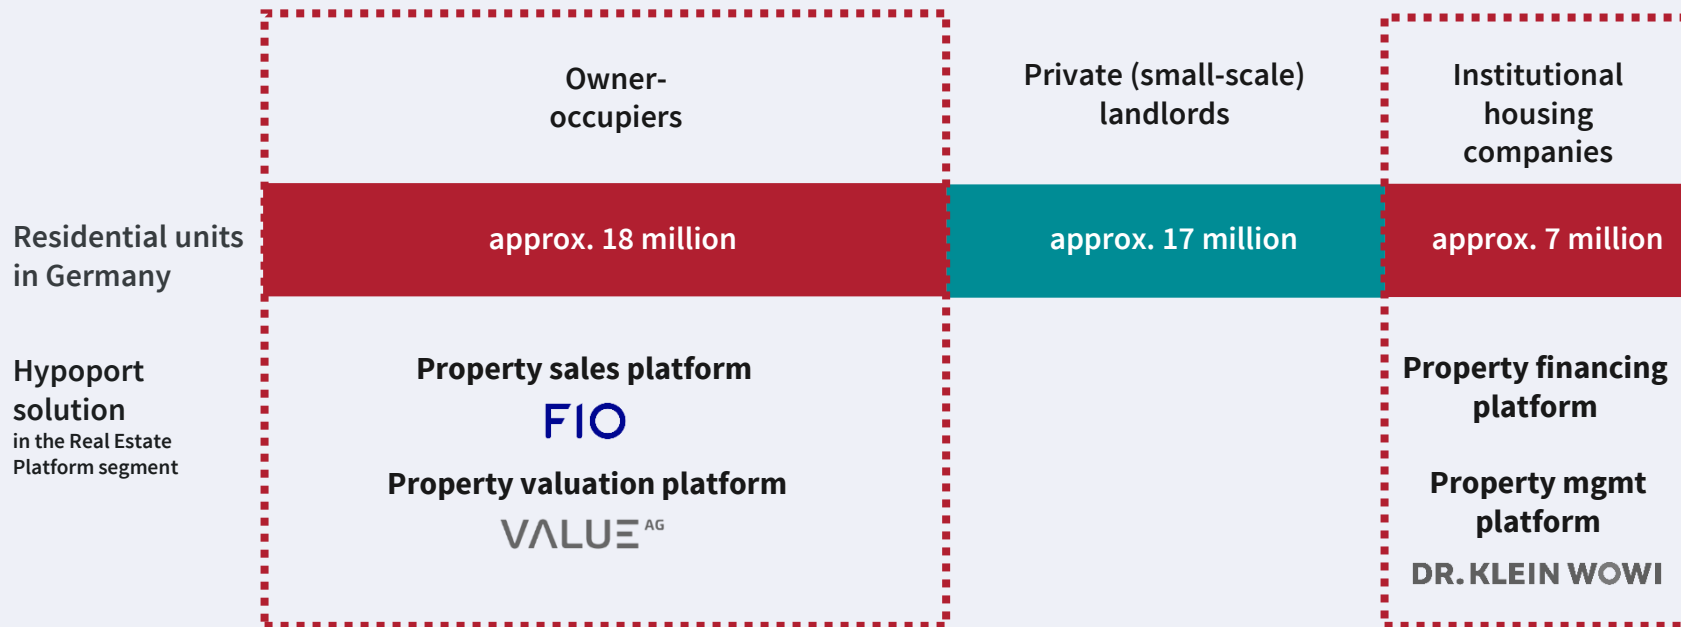 Owner-
occupiers
Private (small-scale)
landlords
Institutional
housing
companies
Residential units
in Germany
approx. 18 million
approx. 17 million
approx. 7 million
Hypoport
solution
in the Real Estate
Platform segment
Property sales platform
FIO
Property valuation platform
VALUE AG
Property financing
platform
Property mgmt
platform
DR. KLEIN WOWI